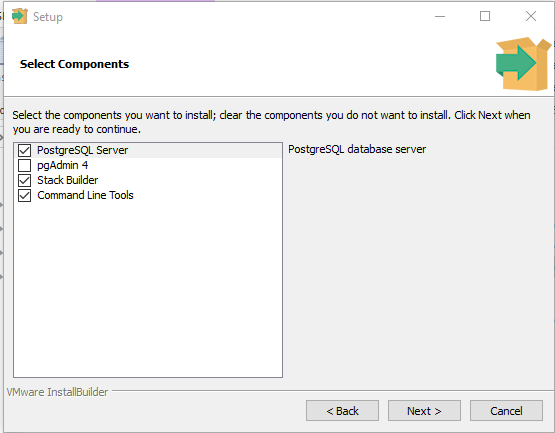 Setup
Select Components
Select the components you want to install; clear the components you do not want to install. Click Next when
you are ready to continue.
PostgreSQL Server
PostgreSQL database server
pgAdmin 4
Stack Builder
Command Line Tools
VMware InstallBuilder
< Back
Next >
Cancel